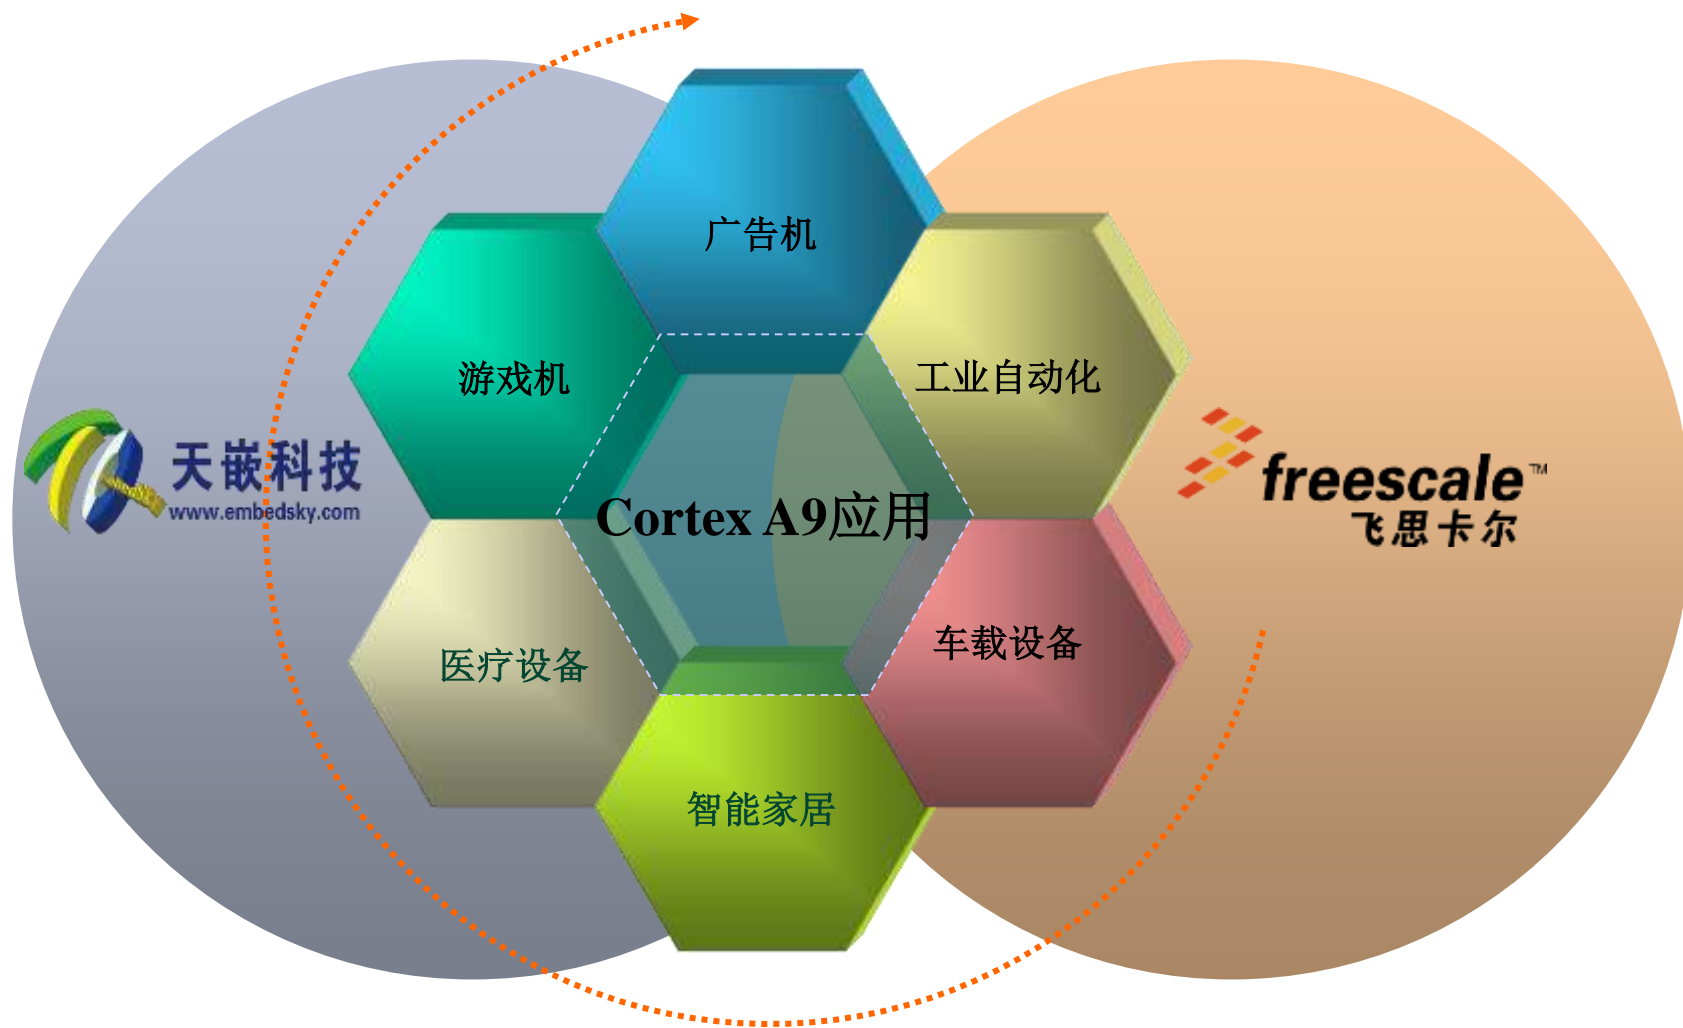 广告机
游戏机
工业自动化
天嵌科技
www.embedsky.com
Cortex A9应用
freescale™
飞思卡尔
医疗设备
车载设备
智能家居